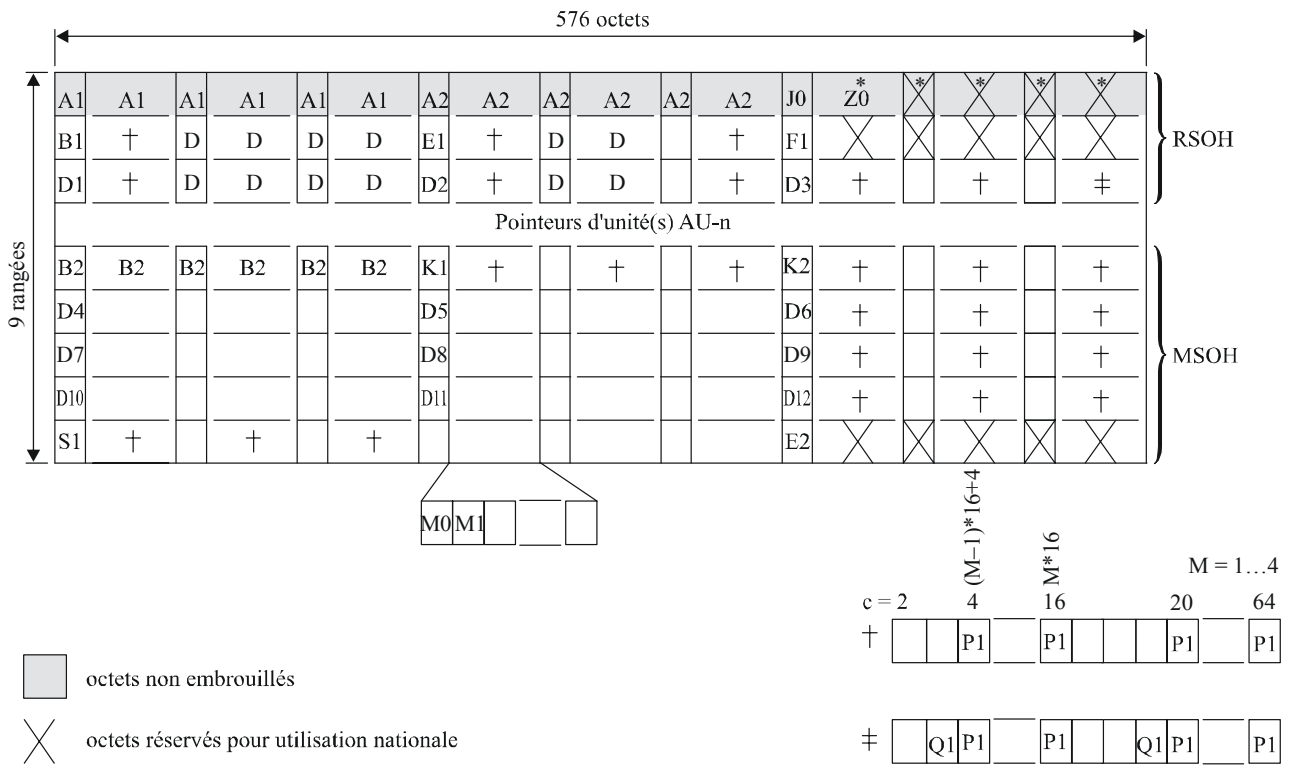 576 octets
A1 A1 A1 A1 A1 A1 A2 A2 A2 A2 A2 A2 J0 Z0* * * * *
B1 † D D D D E1 † D D † F1
RSOH
D1 † D D D D D2 † D D † D3 † † ‡
Pointeurs d'unité(s) AU-n
9 rangées
B2 B2 B2 B2 B2 B2 K1 † † † K2 † † †
D4 D5 D6 † † †
D7 D8 D9 † † †
MSOH
D10 D11 D12 † † †
S1 † † † E2
M0 M1
(M–1)*16+4
M*16
M = 1…4
c = 2 4 16 20 64
† P1 P1 P1 P1
octets non embrouillés
octets réservés pour utilisation nationale
‡ Q1 P1 P1 Q1 P1 P1